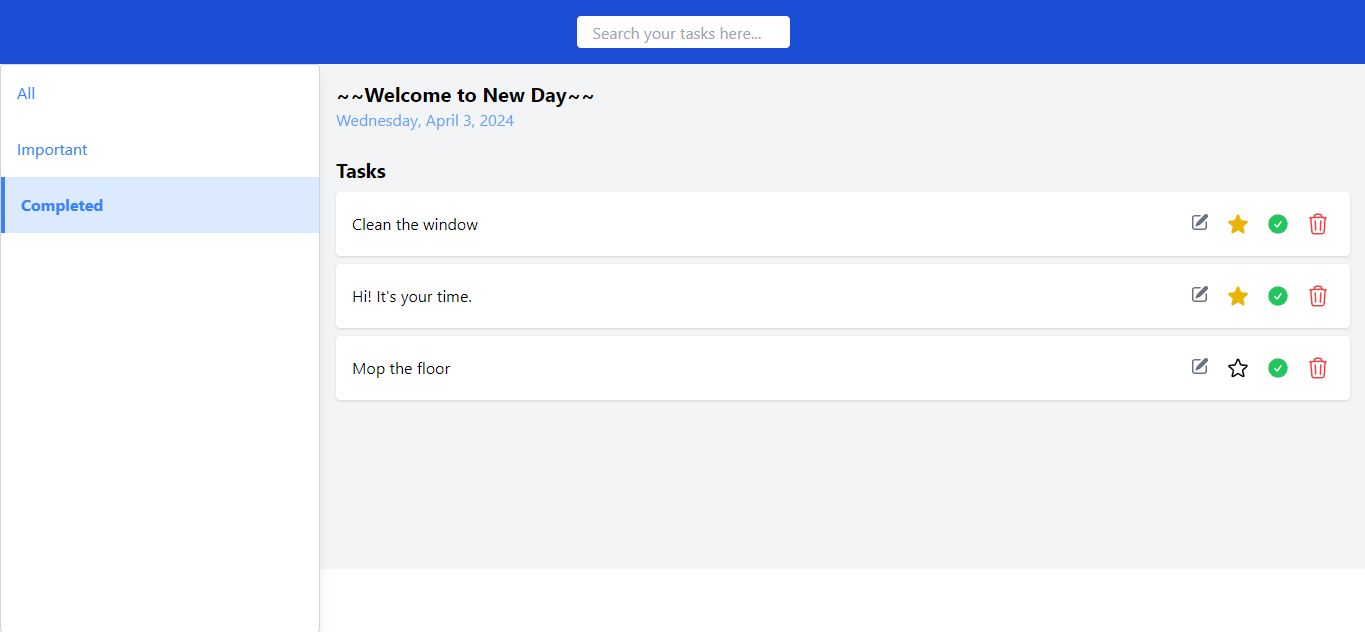 Search your tasks here...
All
Important
Completed
~~Welcome to New Day~~
Wednesday, April 3, 2024
Tasks
Clean the window
Hi! It's your time.
Mop the floor